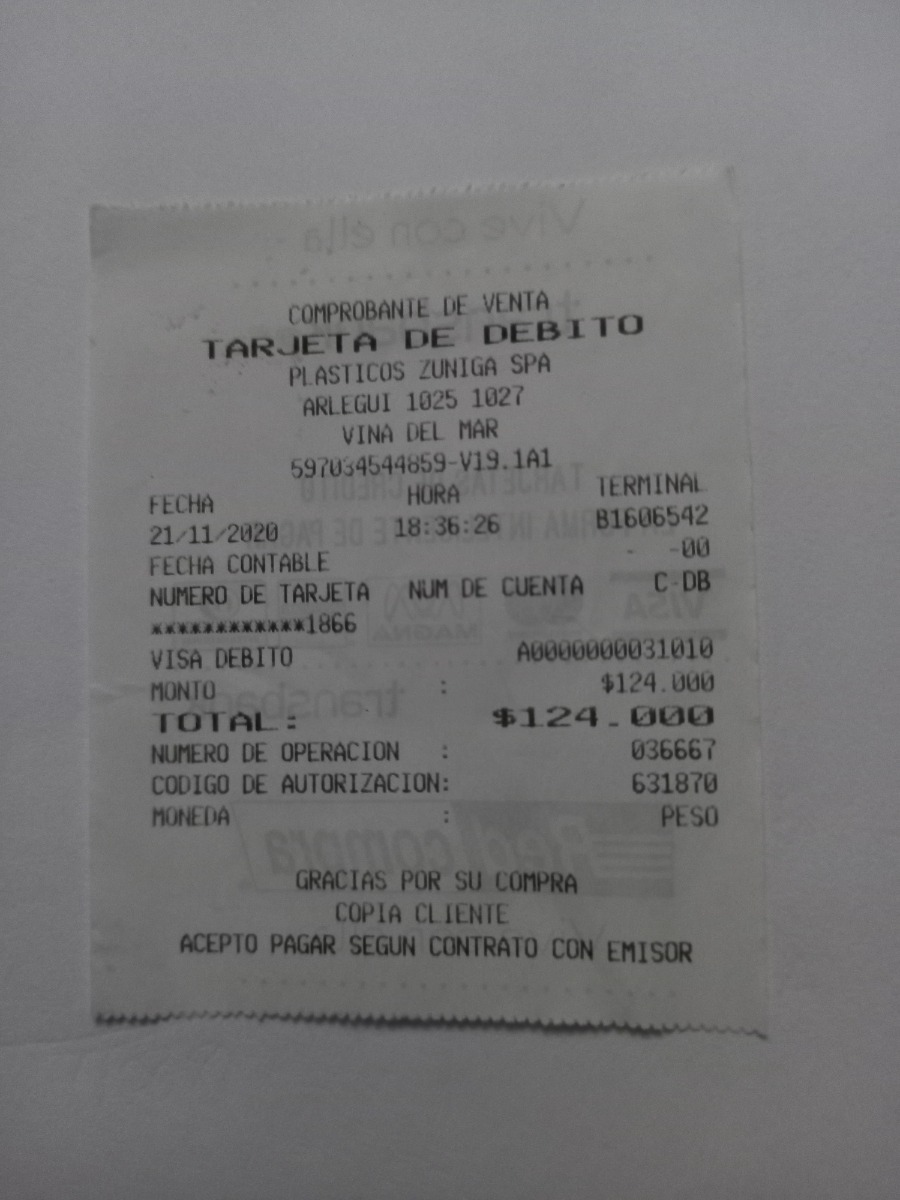 COMPROBANTE DE VENTA
TARJETA DE DEBITO
PLASTICOS ZUNIGA SPA
ARLEGUI 1025 1027
VINA DEL MAR
597034544859-V19.1A1
FECHA HORA TERMINAL
21/11/2020 18:36:26 B1606542
FECHA CONTABLE - -00
NUMERO DE TARJETA NUM DE CUENTA C-DB
************1866
VISA DEBITO A0000000031010
MONTO : $124.000
TOTAL: $124.000
NUMERO DE OPERACION : 036667
CODIGO DE AUTORIZACION: 631870
MONEDA : PESO
GRACIAS POR SU COMPRA
COPIA CLIENTE
ACEPTO PAGAR SEGUN CONTRATO CON EMISOR